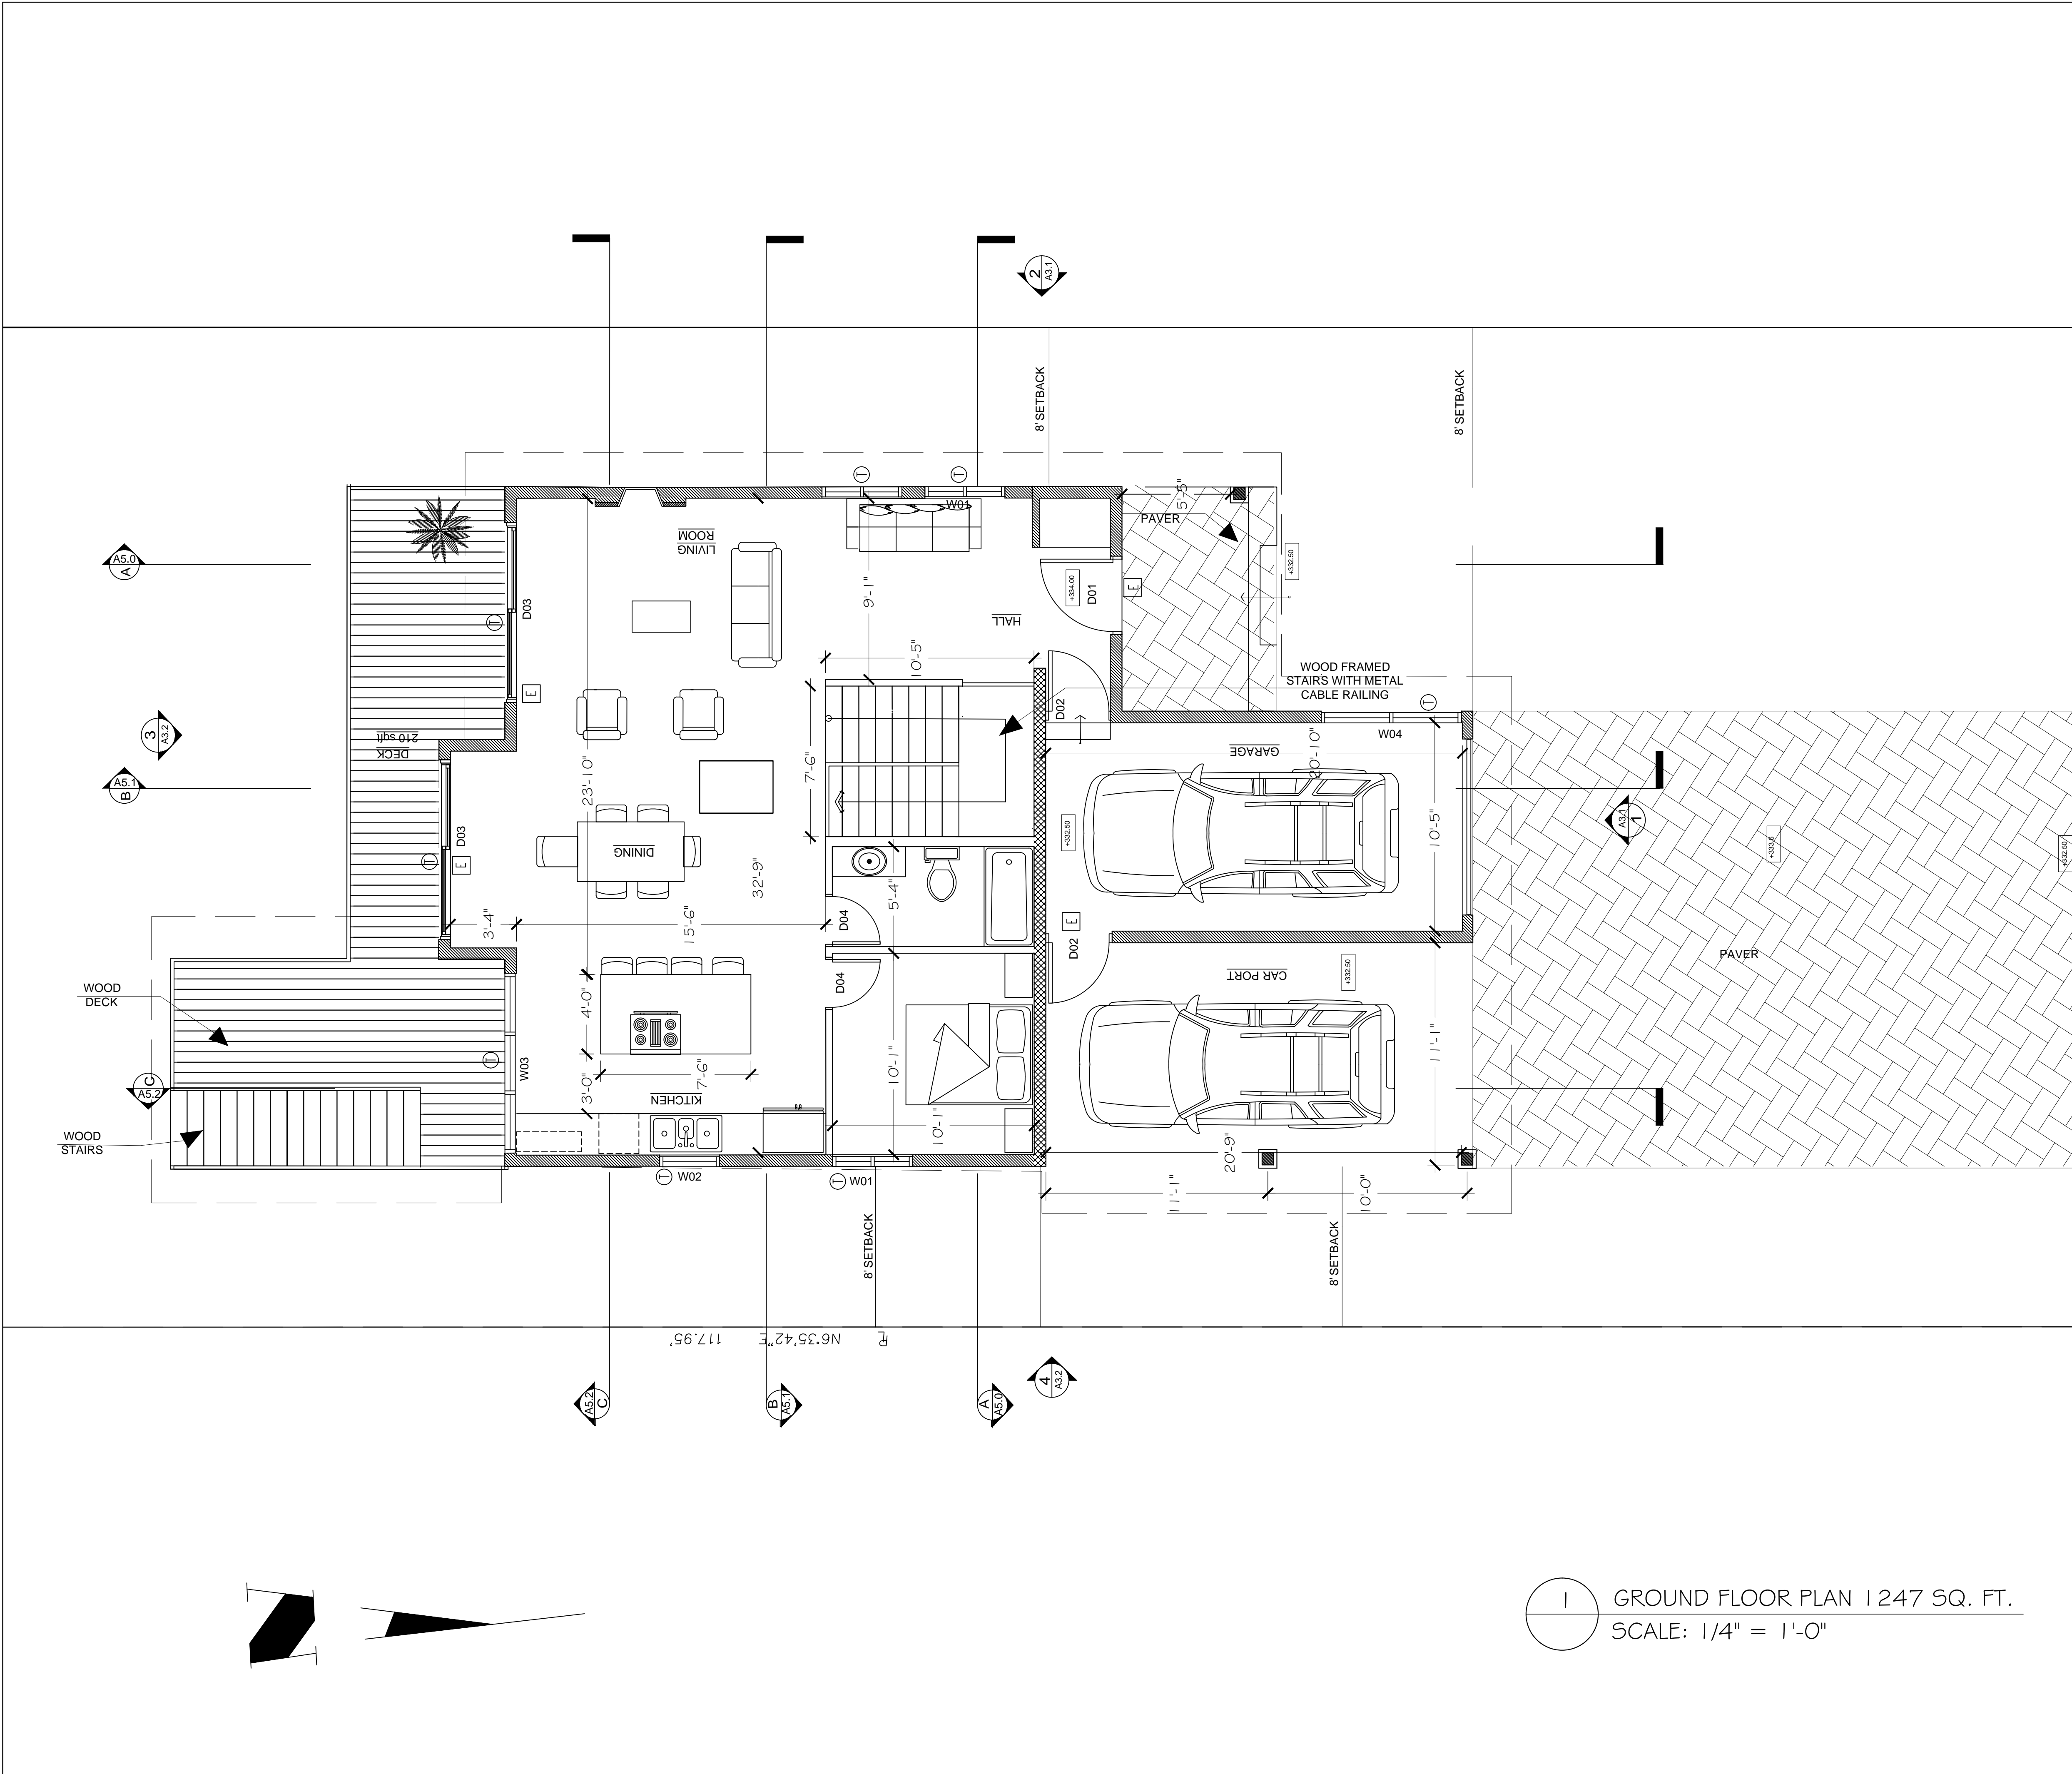 2
A3.1
8' SETBACK
8' SETBACK
T
T
W01
5'-5"
PAVER
LIVING
ROOM
A5.0
A
+332.50
9'-1"
+334.00
D01
E
D03
T
HALL
10'-5"
WOOD FRAMED
STAIRS WITH METAL
CABLE RAILING
E
D02
T
3
A3.2
DECK
210 sqft
W04
GARAGE
20'-10"
7'-6"
A5.1
B
23'-10"
A3.1
1
+332.50
10'-5"
D03
+333.5
+332.50
DINING
T
E
32'-9"
5'-4"
3'-4"
15'-6"
D04
E
D02
PAVER
CAR PORT
+332.50
D04
WOOD
DECK
4'-0"
T
W03
10'-1"
11'-1"
7'-6"
3'-0"
C
A5.2
KITCHEN
10'-1"
WOOD
STAIRS
20'-9"
T
W02
T
W01
11'-1"
10'-0"
8' SETBACK
8' SETBACK
PL
N6°35'42"E
117.95'
4
A3.2
A5.2
C
B
A5.1
A
A5.0
N
1
GROUND FLOOR PLAN 1247 SQ. FT.
SCALE: 1/4" = 1'-0"